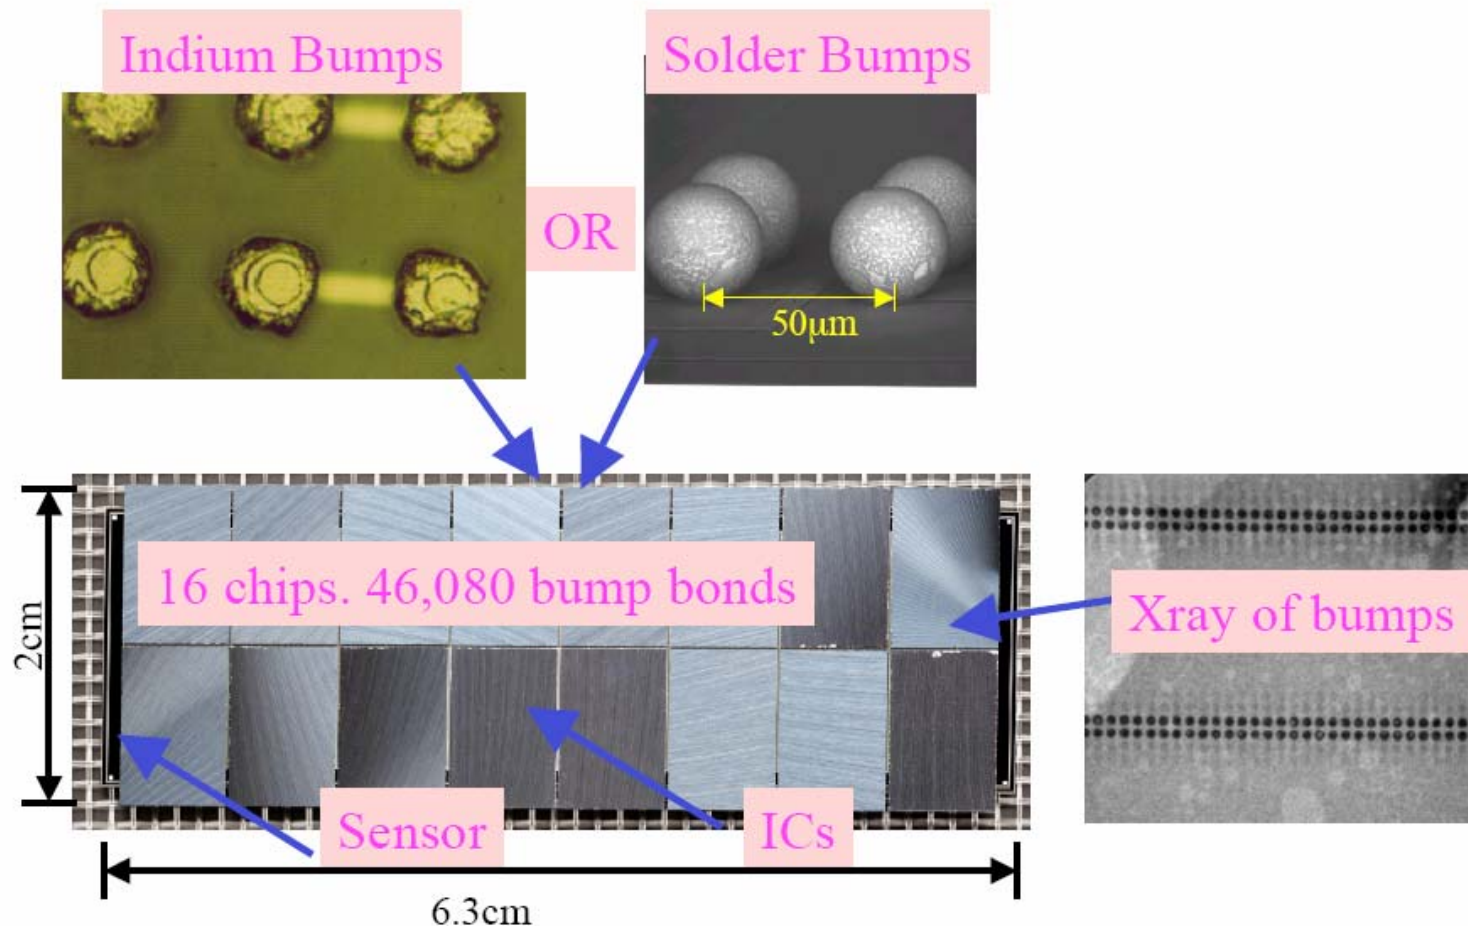 Indium Bumps
Solder Bumps
OR
50μm
16 chips. 46,080 bump bonds
Xray of bumps
2cm
Sensor
ICs
6.3cm